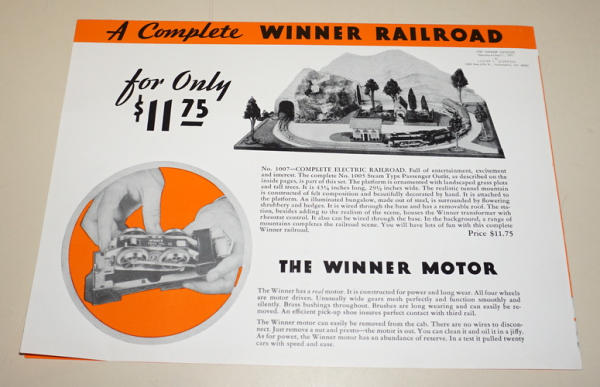 A Complete WINNER RAILROAD
for Only
$11.75
No. 1007—COMPLETE ELECTRIC RAILROAD. Full of entertainment, excitement
and interest. The complete No. 1005 Steam Type Passenger Outfit, as described on the
inside pages, is part of this set. The platform is ornamented with landscaped grass plots
and tall trees. It is 43¾ inches long, 29½ inches wide. The realistic tunnel mountain
is constructed of felt composition and beautifully decorated by hand. It is attached to
the platform. An illuminated bungalow, made out of steel, is surrounded by flowering
shrubbery and hedges. It is wired through the base and has a removable roof. The sta-
tion, besides adding to the realism of the scene, houses the Winner transformer with
rheostat control. It also can be wired through the base. In the background, a range of
mountains completes the railroad scene. You will have lots of fun with this complete
Winner railroad.
Price $11.75
THE WINNER MOTOR
The Winner has a real motor. It is constructed for power and long wear. All four wheels
are motor driven. Unusually wide gears mesh perfectly and function smoothly and
silently. Brass bushings throughout. Brushes are long wearing and can easily be re-
moved. An efficient pick-up shoe insures perfect contact with third rail.
The Winner motor can easily be removed from the cab. There are no wires to discon-
nect. Just remove a nut and presto—the motor is out. You can clean it and oil it in a jiffy.
As for power, the Winner motor has an abundance of reserve. In a test it pulled twenty
cars with speed and ease.